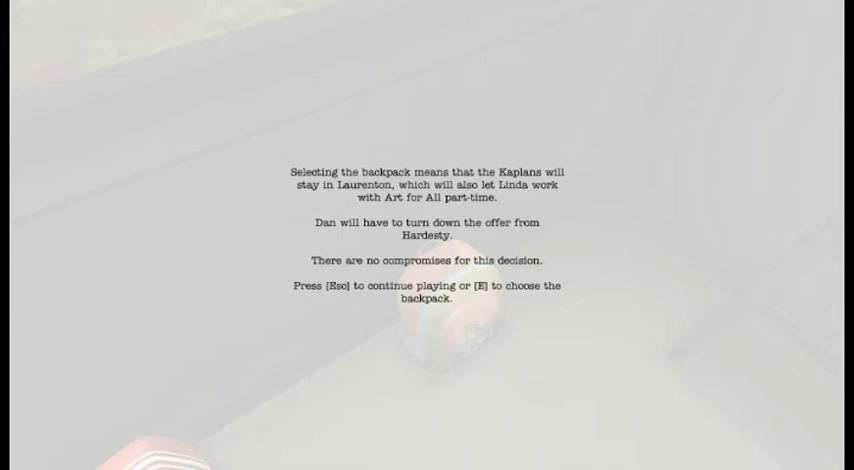 Selecting the backpack means that the Kaplans will
stay in Laurenton, which will also let Linda work
with Art for All part-time.
Dan will have to turn down the offer from
Hardesty.
There are no compromises for this decision.
Press [Esc] to continue playing or [E] to choose the
backpack.